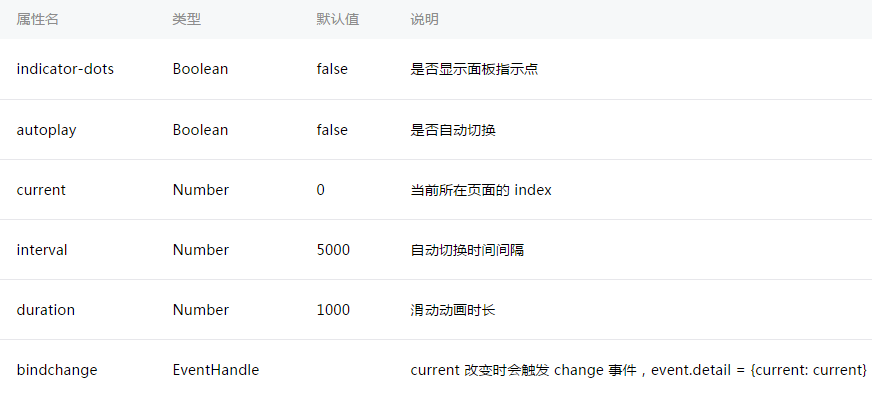 属性名 类型 默认值 说明
indicator-dots Boolean false 是否显示面板指示点
autoplay Boolean false 是否自动切换
current Number 0 当前所在页面的 index
interval Number 5000 自动切换时间间隔
duration Number 1000 滑动动画时长
bindchange EventHandle current 改变时会触发 change 事件，event.detail = {current: current}